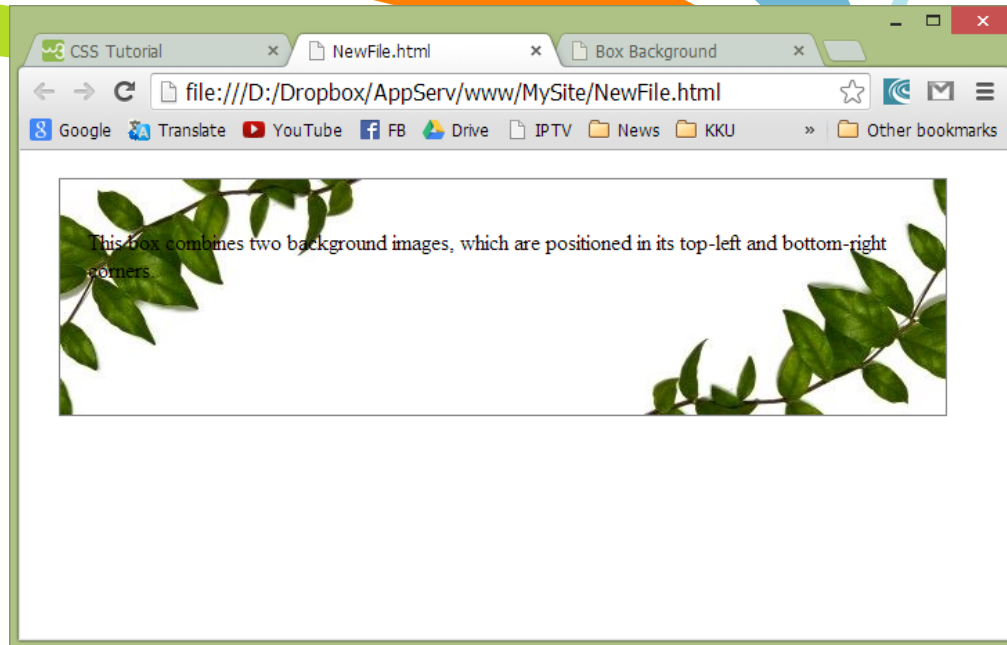 CSS Tutorial × NewFile.html × Box Background ×
file:///D:/Dropbox/AppServ/www/MySite/NewFile.html
8 Google Translate YouTube f FB Drive IPTV News KKU » Other bookmarks
This box combines two background images, which are positioned in its top-left and bottom-right
corners.